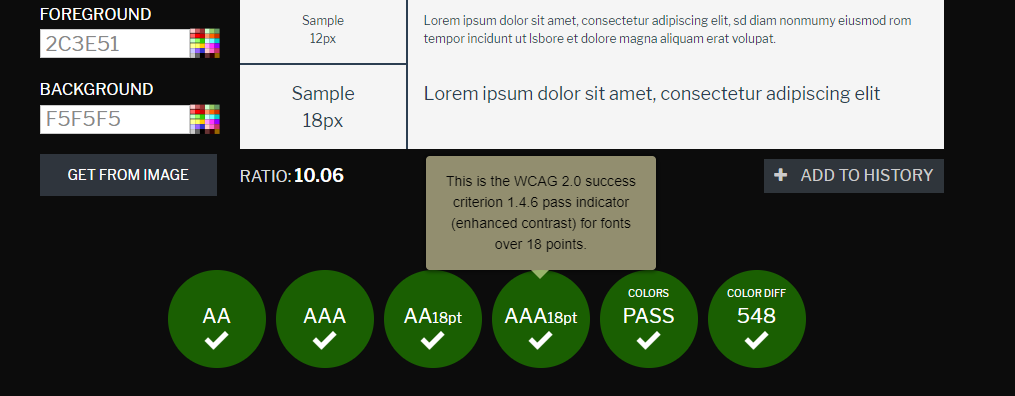 FOREGROUND
2C3E51
BACKGROUND
F5F5F5
GET FROM IMAGE
Sample
12px
Lorem ipsum dolor sit amet, consectetur adipiscing elit, sd diam nonmumy eiusmod rom
tempor incidunt ut lsbore et dolore magna aliquam erat volupat.
Sample
18px
Lorem ipsum dolor sit amet, consectetur adipiscing elit
RATIO: 10.06
ADD TO HISTORY
This is the WCAG 2.0 success
criterion 1.4.6 pass indicator
(enhanced contrast) for fonts
over 18 points.
AA
AAA
AA18pt
AAA18pt
COLORS
PASS
COLOR DIFF
548